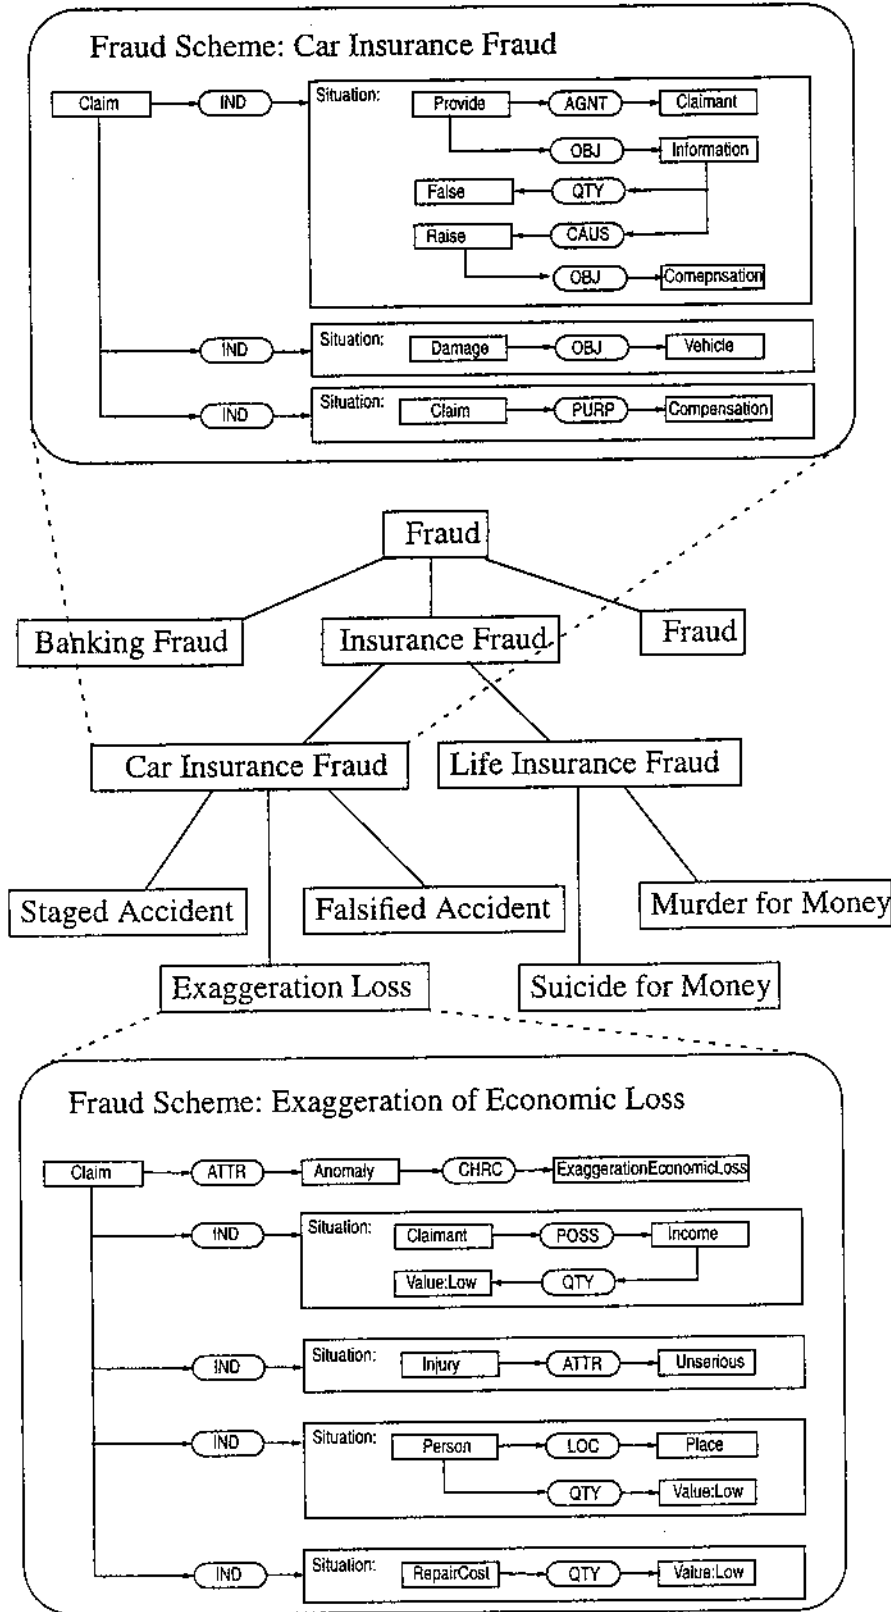 Fraud Scheme: Car Insurance Fraud
Claim IND Situation: Provide AGNT Claimant
OBJ Information
False QTY
Raise CAUS
OBJ Comepnsation
IND Situation: Damage OBJ Vehicle
IND Situation: Claim PURP Compensation
Fraud
Banking Fraud Insurance Fraud Fraud
Car Insurance Fraud Life Insurance Fraud
Staged Accident Falsified Accident Murder for Money
Exaggeration Loss Suicide for Money
Fraud Scheme: Exaggeration of Economic Loss
Claim ATTR Anomaly CHRC ExaggerationEconomicLoss
IND Situation: Claimant POSS Income
Value:Low QTY
IND Situation: Injury ATTR Unserious
IND Situation: Person LOC Place
QTY Value:Low
IND Situation: RepairCost QTY Value:Low